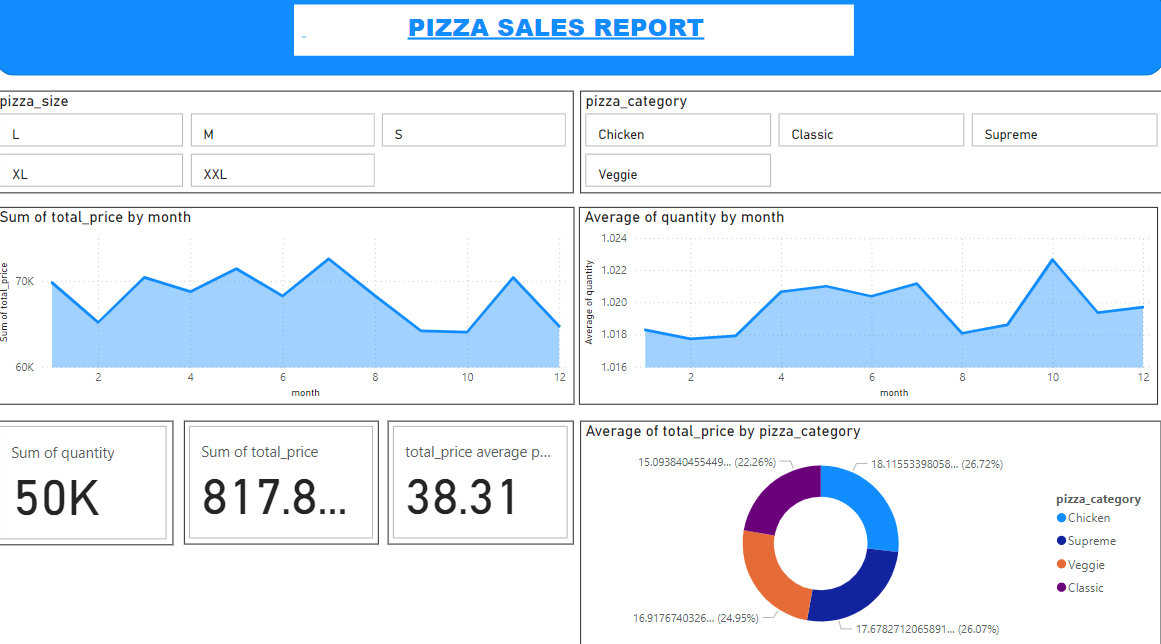 PIZZA SALES REPORT
pizza_size
L
M
S
XL
XXL
pizza_category
Chicken
Classic
Supreme
Veggie
Sum of total_price by month
Sum of total_price
70K
60K
2 4 6 8 10 12
month
Average of quantity by month
Average of quantity
1.024
1.022
1.020
1.018
1.016
2 4 6 8 10 12
month
Sum of quantity
50K
Sum of total_price
817.8...
total_price average p...
38.31
Average of total_price by pizza_category
15.093840455449... (22.26%)
18.11553398058... (26.72%)
16.9176740326... (24.95%)
17.6782712065891... (26.07%)
pizza_category
Chicken
Supreme
Veggie
Classic